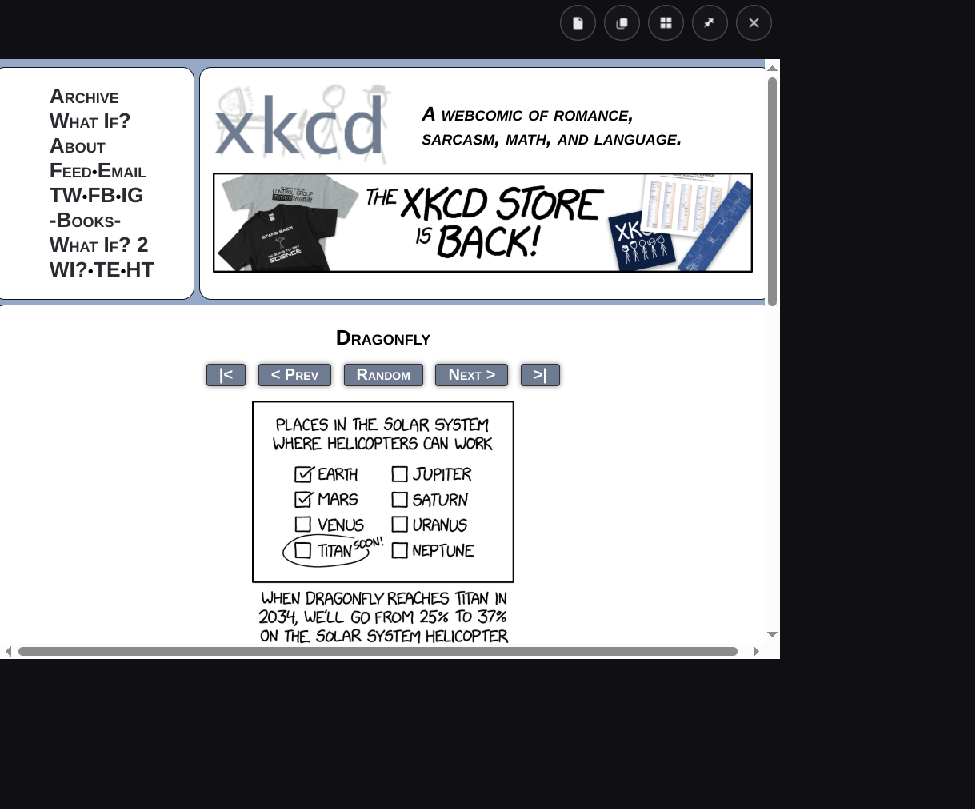 Archive
What If?
About
Feed•Email
TW•FB•IG
-Books-
What If? 2
WI?•TE•HT
xkcd
A webcomic of romance,
sarcasm, math, and language.
THE XKCD STORE
IS BACK!
SCIENCE
XKC
Dragonfly
|< < Prev Random Next > >|
PLACES IN THE SOLAR SYSTEM
WHERE HELICOPTERS CAN WORK
EARTH JUPITER
MARS SATURN
VENUS URANUS
TITAN SOON! NEPTUNE
WHEN DRAGONFLY REACHES TITAN IN
2034, WE'LL GO FROM 25% TO 37%
ON THE SOLAR SYSTEM HELICOPTER